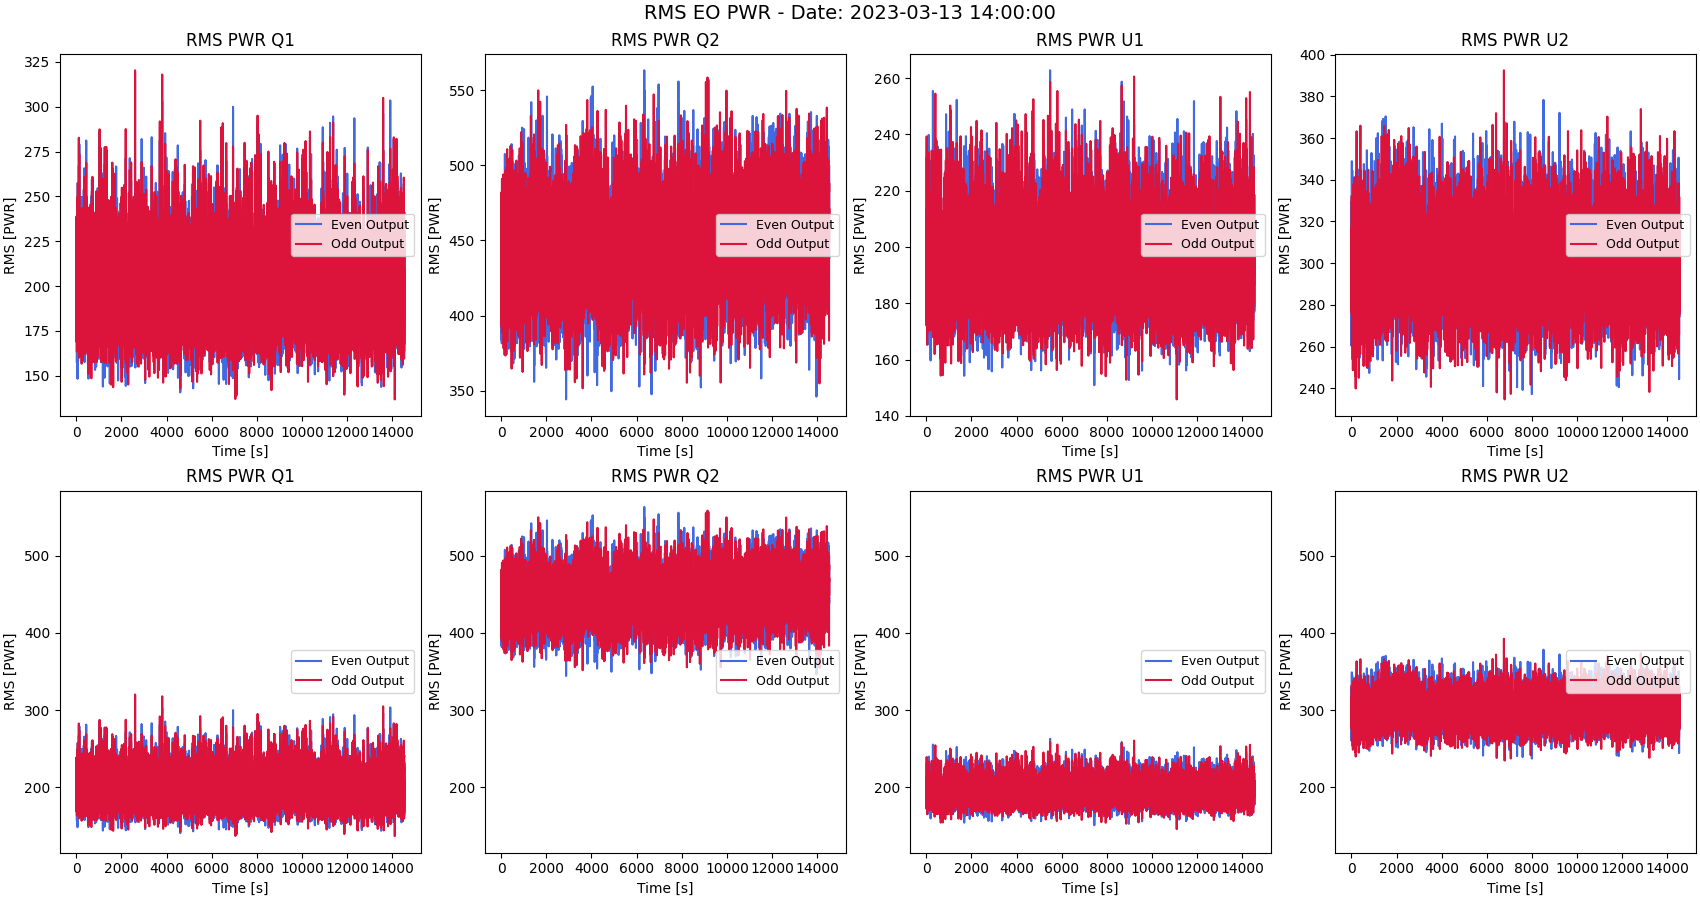 RMS EO PWR - Date: 2023-03-13 14:00:00
RMS PWR Q1
RMS PWR Q2
RMS PWR U1
RMS PWR U2
RMS [PWR]
325
300
275
250
225
200
175
150
Even Output
Odd Output
0 2000 4000 6000 8000 10000 12000 14000
Time [s]
RMS [PWR]
550
500
450
400
350
Even Output
Odd Output
0 2000 4000 6000 8000 10000 12000 14000
Time [s]
RMS [PWR]
260
240
220
200
180
160
140
Even Output
Odd Output
0 2000 4000 6000 8000 10000 12000 14000
Time [s]
RMS [PWR]
400
380
360
340
320
300
280
260
240
Even Output
Odd Output
0 2000 4000 6000 8000 10000 12000 14000
Time [s]
RMS PWR Q1
RMS PWR Q2
RMS PWR U1
RMS PWR U2
RMS [PWR]
500
400
300
200
Even Output
Odd Output
0 2000 4000 6000 8000 10000 12000 14000
Time [s]
RMS [PWR]
500
400
300
200
Even Output
Odd Output
0 2000 4000 6000 8000 10000 12000 14000
Time [s]
RMS [PWR]
500
400
300
200
Even Output
Odd Output
0 2000 4000 6000 8000 10000 12000 14000
Time [s]
RMS [PWR]
500
400
300
200
Even Output
Odd Output
0 2000 4000 6000 8000 10000 12000 14000
Time [s]